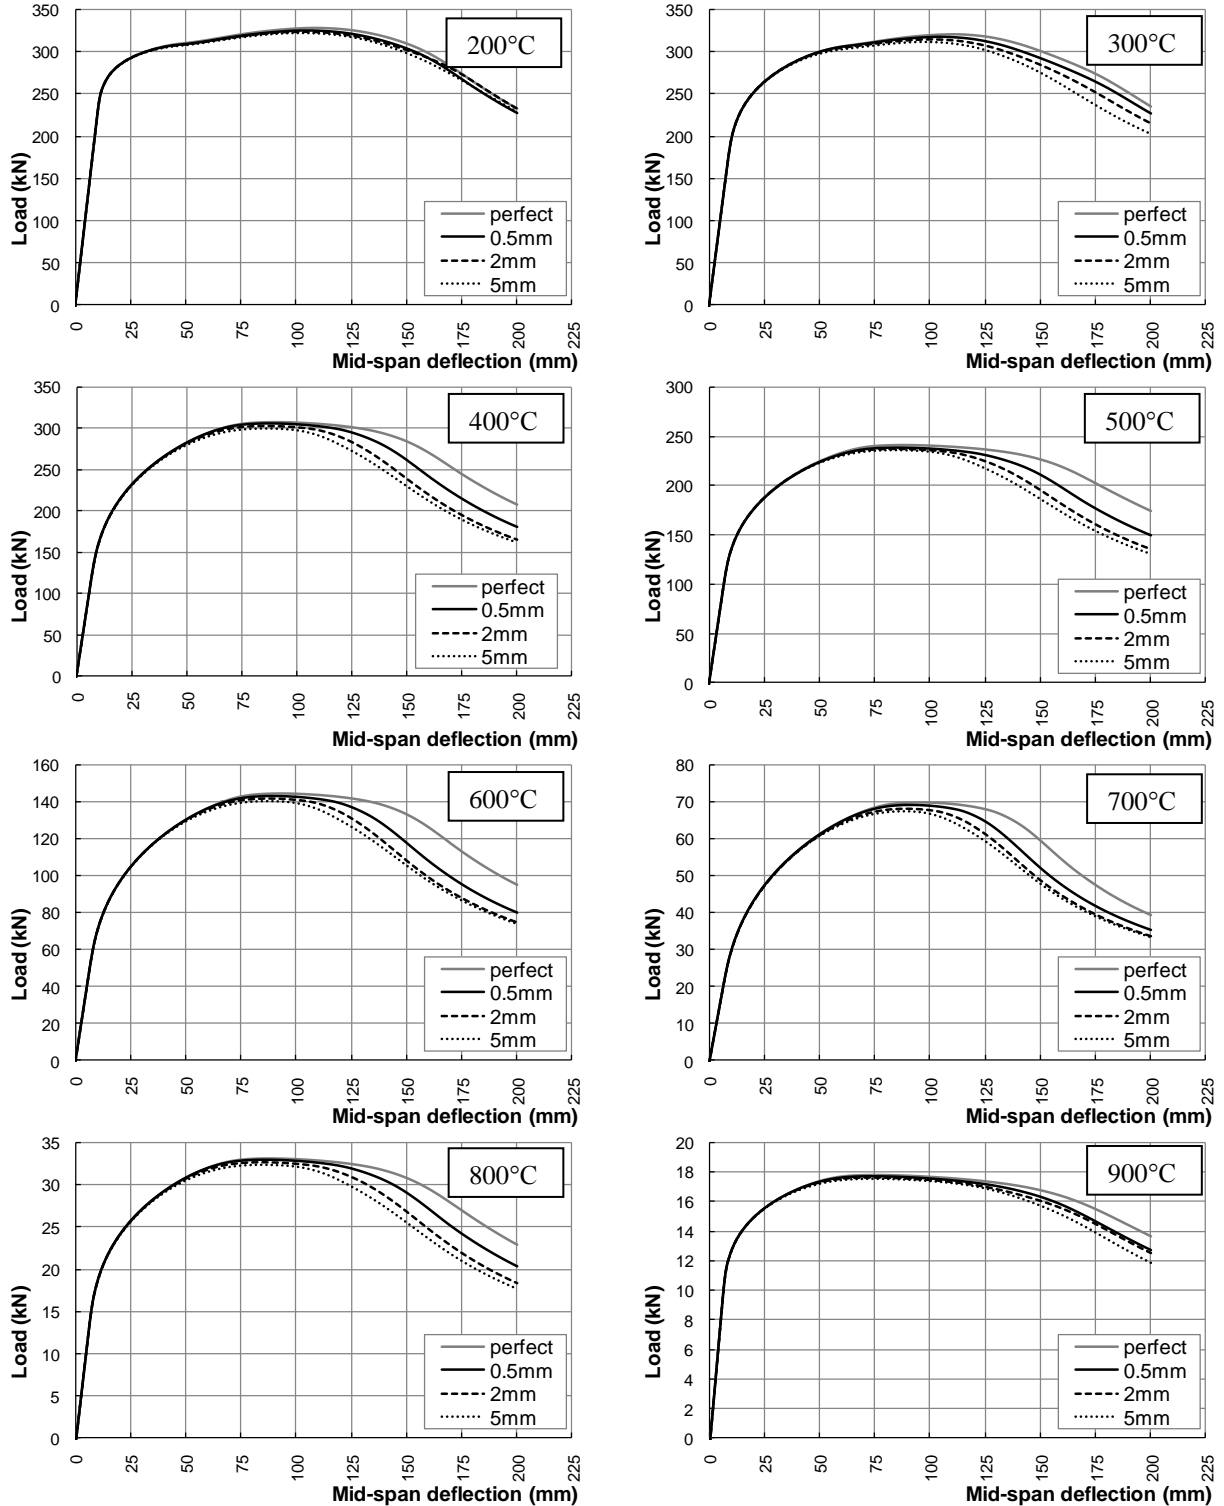 200°C
Load (kN)
350
300
250
200
150
100
50
0
perfect
0.5mm
2mm
5mm
0
25
50
75
100
125
150
175
200
225
Mid-span deflection (mm)
300°C
Load (kN)
350
300
250
200
150
100
50
0
perfect
0.5mm
2mm
5mm
0
25
50
75
100
125
150
175
200
225
Mid-span deflection (mm)
400°C
Load (kN)
350
300
250
200
150
100
50
0
perfect
0.5mm
2mm
5mm
0
25
50
75
100
125
150
175
200
225
Mid-span deflection (mm)
500°C
Load (kN)
300
250
200
150
100
50
0
perfect
0.5mm
2mm
5mm
0
25
50
75
100
125
150
175
200
225
Mid-span deflection (mm)
600°C
Load (kN)
160
140
120
100
80
60
40
20
0
perfect
0.5mm
2mm
5mm
0
25
50
75
100
125
150
175
200
225
Mid-span deflection (mm)
700°C
Load (kN)
80
70
60
50
40
30
20
10
0
perfect
0.5mm
2mm
5mm
0
25
50
75
100
125
150
175
200
225
Mid-span deflection (mm)
800°C
Load (kN)
35
30
25
20
15
10
5
0
perfect
0.5mm
2mm
5mm
0
25
50
75
100
125
150
175
200
225
Mid-span deflection (mm)
900°C
Load (kN)
20
18
16
14
12
10
8
6
4
2
0
perfect
0.5mm
2mm
5mm
0
25
50
75
100
125
150
175
200
225
Mid-span deflection (mm)